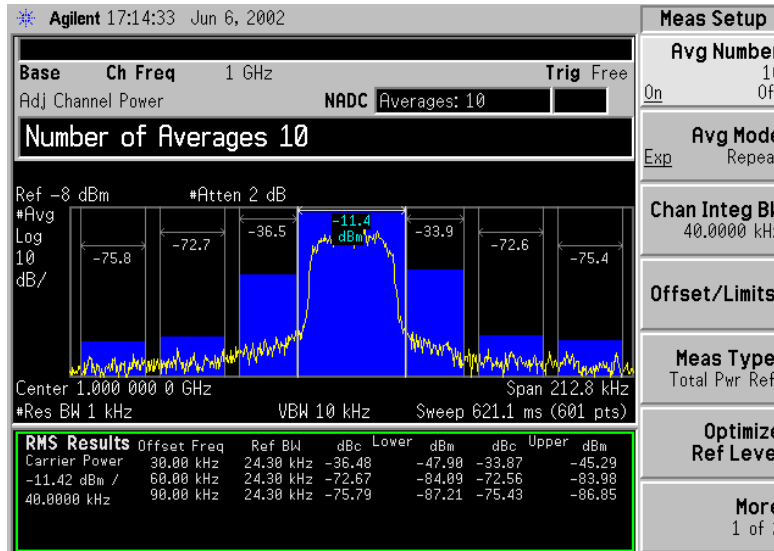 Agilent 17:14:33 Jun 6, 2002
Meas Setup
Base Ch Freq 1 GHz Trig Free
Adj Channel Power NADC Averages: 10
Number of Averages 10
Ref -8 dBm #Atten 2 dB
#Avg
Log
10
dB/
-75.8 -72.7 -36.5 -11.4 dBm -33.9 -72.6 -75.4
Center 1.000 000 0 GHz Span 212.8 kHz
#Res BW 1 kHz VBW 10 kHz Sweep 621.1 ms (601 pts)
RMS Results Offset Freq Ref BW dBc Lower dBm dBc Upper dBm
Carrier Power 30.00 kHz 24.30 kHz -36.48 -47.90 -33.87 -45.29
-11.42 dBm / 60.00 kHz 24.30 kHz -72.67 -84.09 -72.56 -83.98
40.0000 kHz 90.00 kHz 24.30 kHz -75.79 -87.21 -75.43 -86.85
Avg Number
On
Avg Mode
Exp Repea
Chan Integ BW
40.0000 kHz
Offset/Limits
Meas Type
Total Pwr Ref
Optimize
Ref Leve
More
1 of